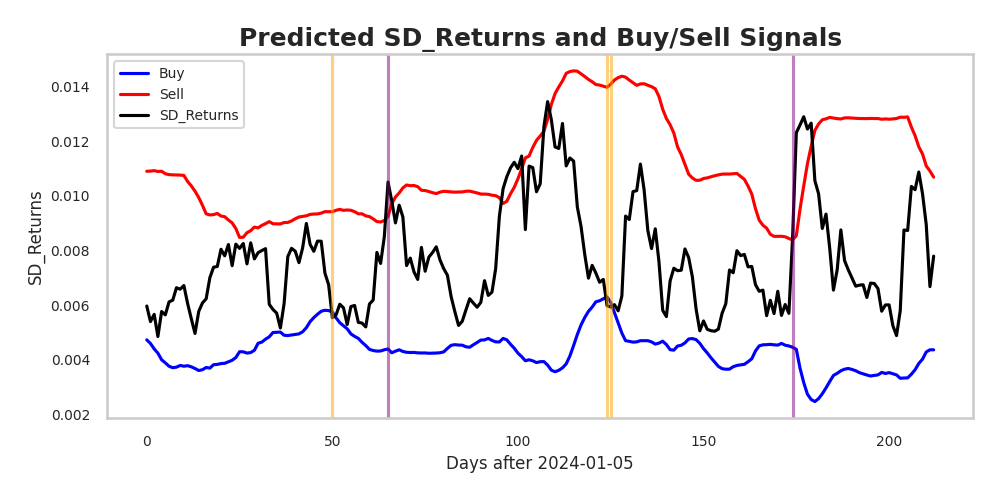 Predicted SD_Returns and Buy/Sell Signals
Buy
Sell
SD_Returns
0.014
0.012
0.010
0.008
0.006
0.004
0.002
SD_Returns
0 50 100 150 200
Days after 2024-01-05